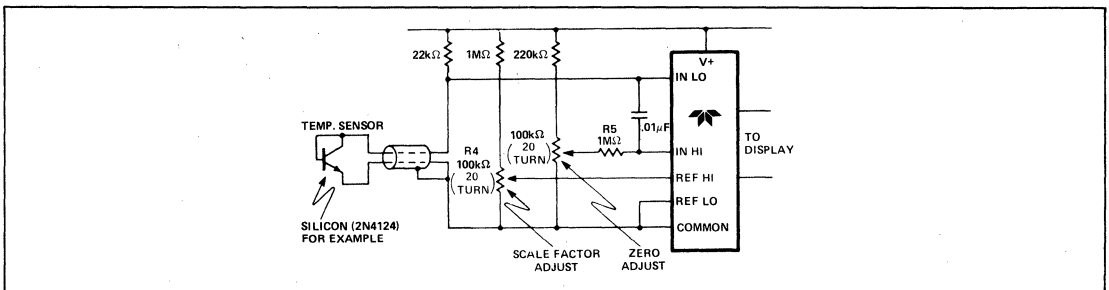 22kΩ
1MΩ
220kΩ
V+
IN LO
TEMP. SENSOR
R4
100kΩ
20
TURN
100kΩ
20
TURN
R5
1MΩ
.01μF
IN HI
TO
DISPLAY
REF HI
REF LO
COMMON
SILICON (2N4124)
FOR EXAMPLE
SCALE FACTOR
ADJUST
ZERO
ADJUST